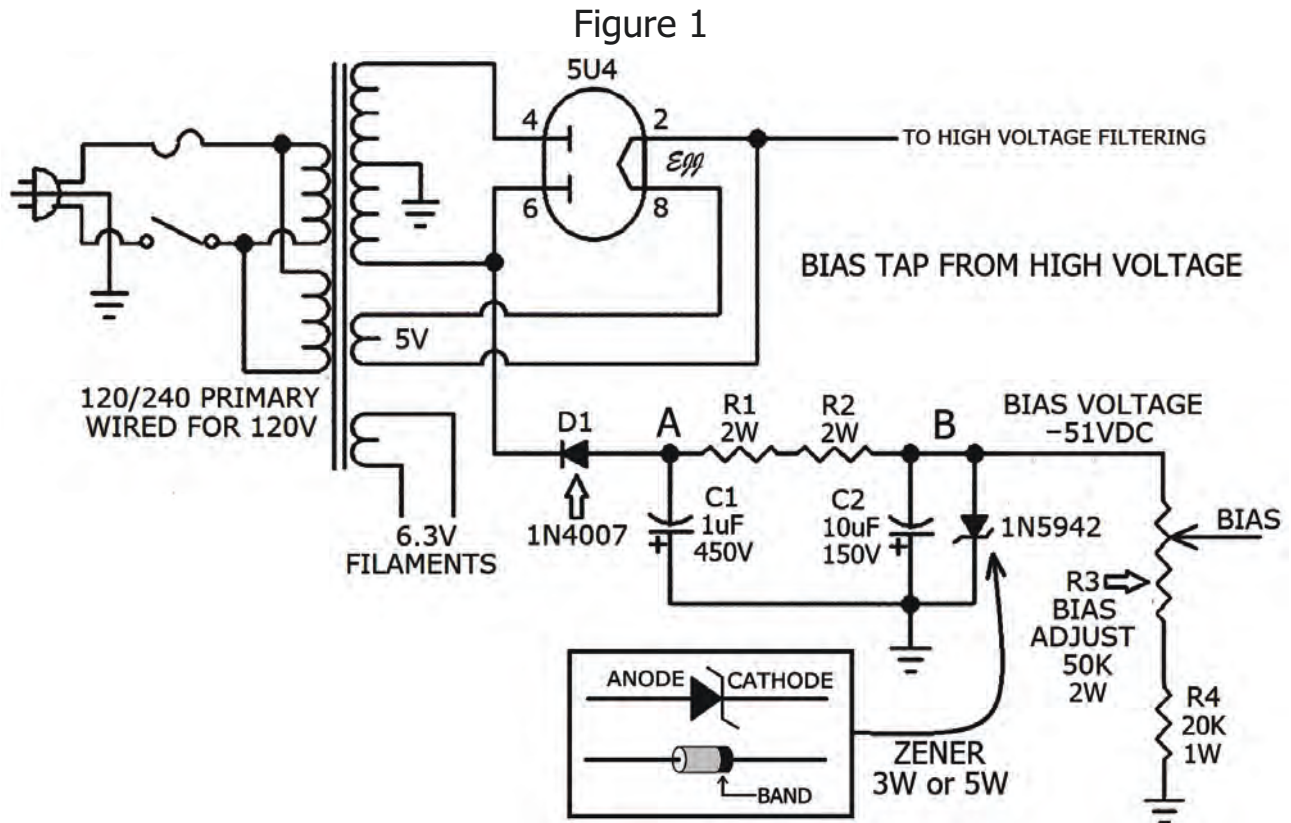 Figure 1
5U4
4
2
6
8
EJJ
TO HIGH VOLTAGE FILTERING
BIAS TAP FROM HIGH VOLTAGE
5V
120/240 PRIMARY
WIRED FOR 120V
6.3V
FILAMENTS
D1
1N4007
A
R1
2W
R2
2W
B
BIAS VOLTAGE
−51VDC
C1
1uF
450V
+
C2
10uF
150V
+
1N5942
BIAS
R3
BIAS
ADJUST
50K
2W
R4
20K
1W
ANODE
CATHODE
BAND
ZENER
3W or 5W